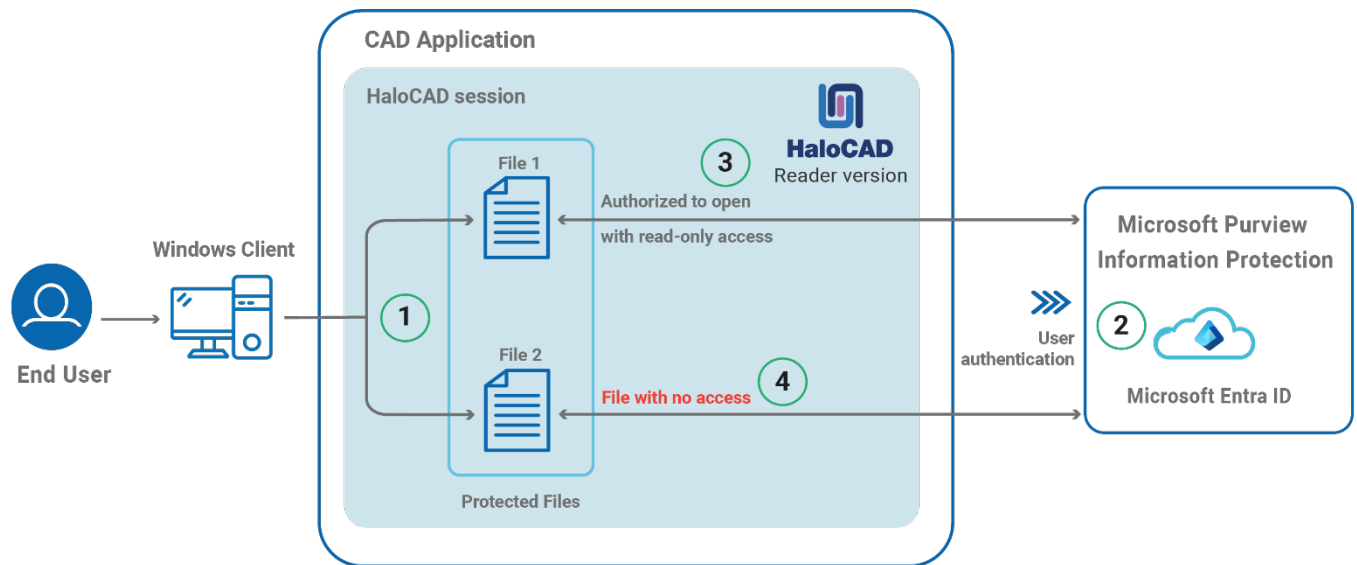 CAD Application
HaloCAD session
HaloCAD
Reader version
File 1
3
Authorized to open
with read-only access
Windows Client
End User
1
File 2
File with no access
4
Protected Files
Microsoft Purview
Information Protection
User
authentication
2
Microsoft Entra ID